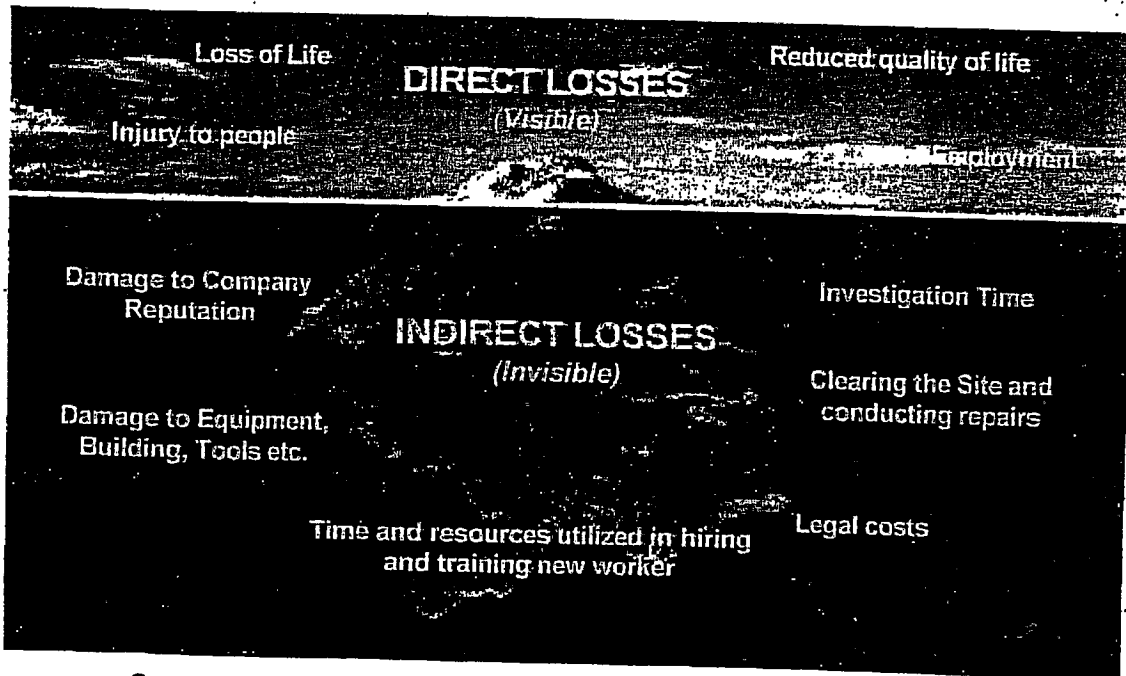 Loss of Life
Reduced quality of life
DIRECT LOSSES
(Visible)
Injury to people
Employment
Damage to Company
Reputation
Investigation Time
INDIRECT LOSSES
(Invisible)
Clearing the Site and
conducting repairs
Damage to Equipment,
Building, Tools etc.
Legal costs
Time and resources utilized in hiring
and training new worker